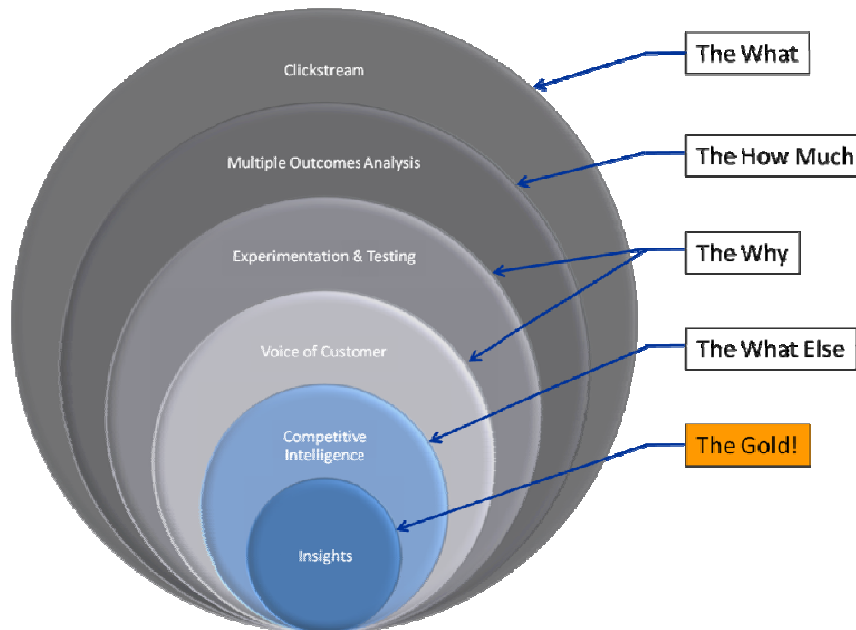 Clickstream
The What
Multiple Outcomes Analysis
The How Much
Experimentation & Testing
The Why
Voice of Customer
The What Else
Competitive
Intelligence
The Gold!
Insights